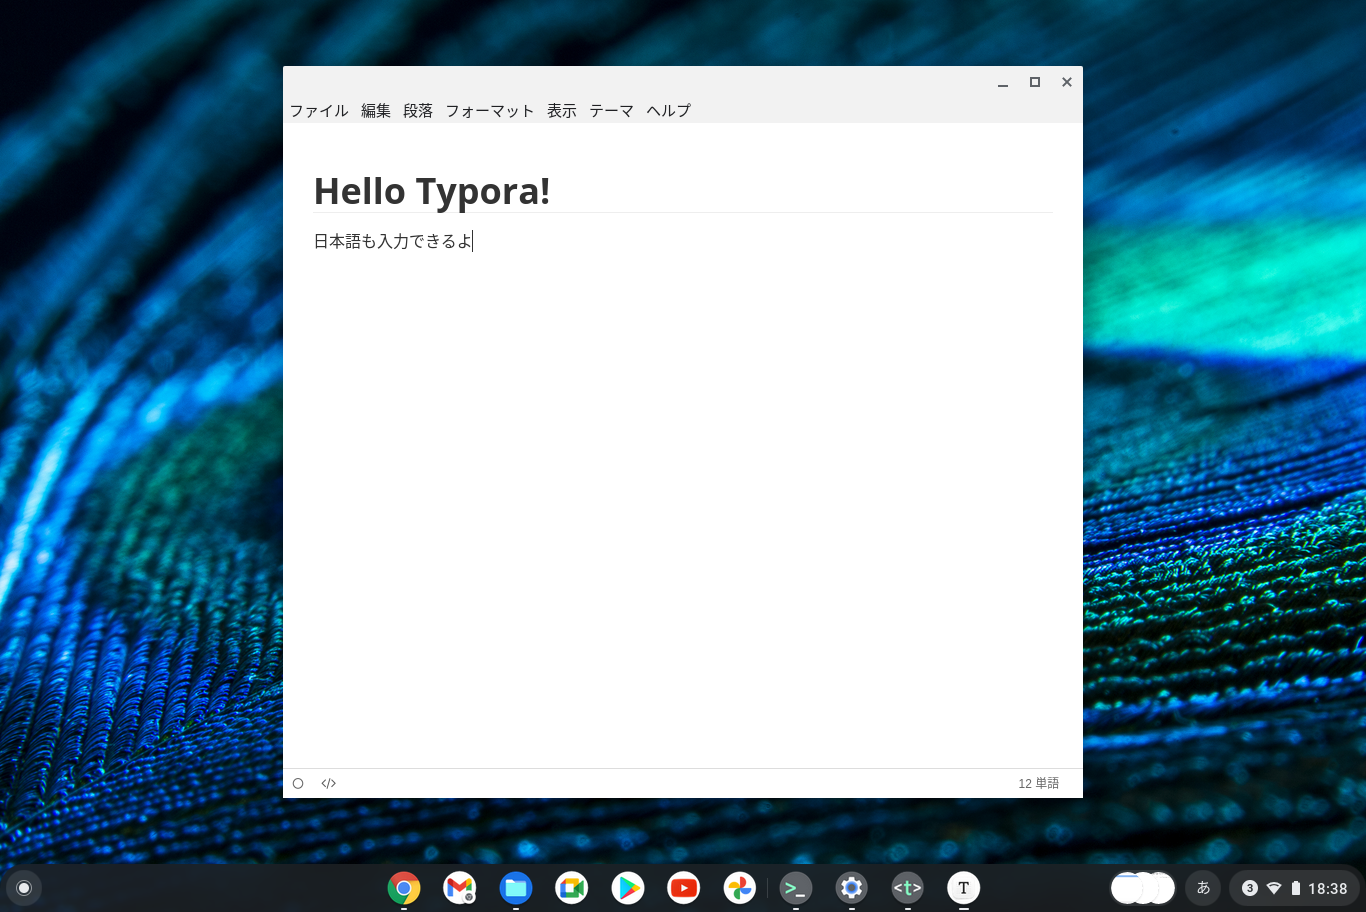 ファイル 編集 段落 フォーマット 表示 テーマ ヘルプ
Hello Typora!
日本語も入力できるよ
</> 12 単語
>_ <t> T あ 3 18:38